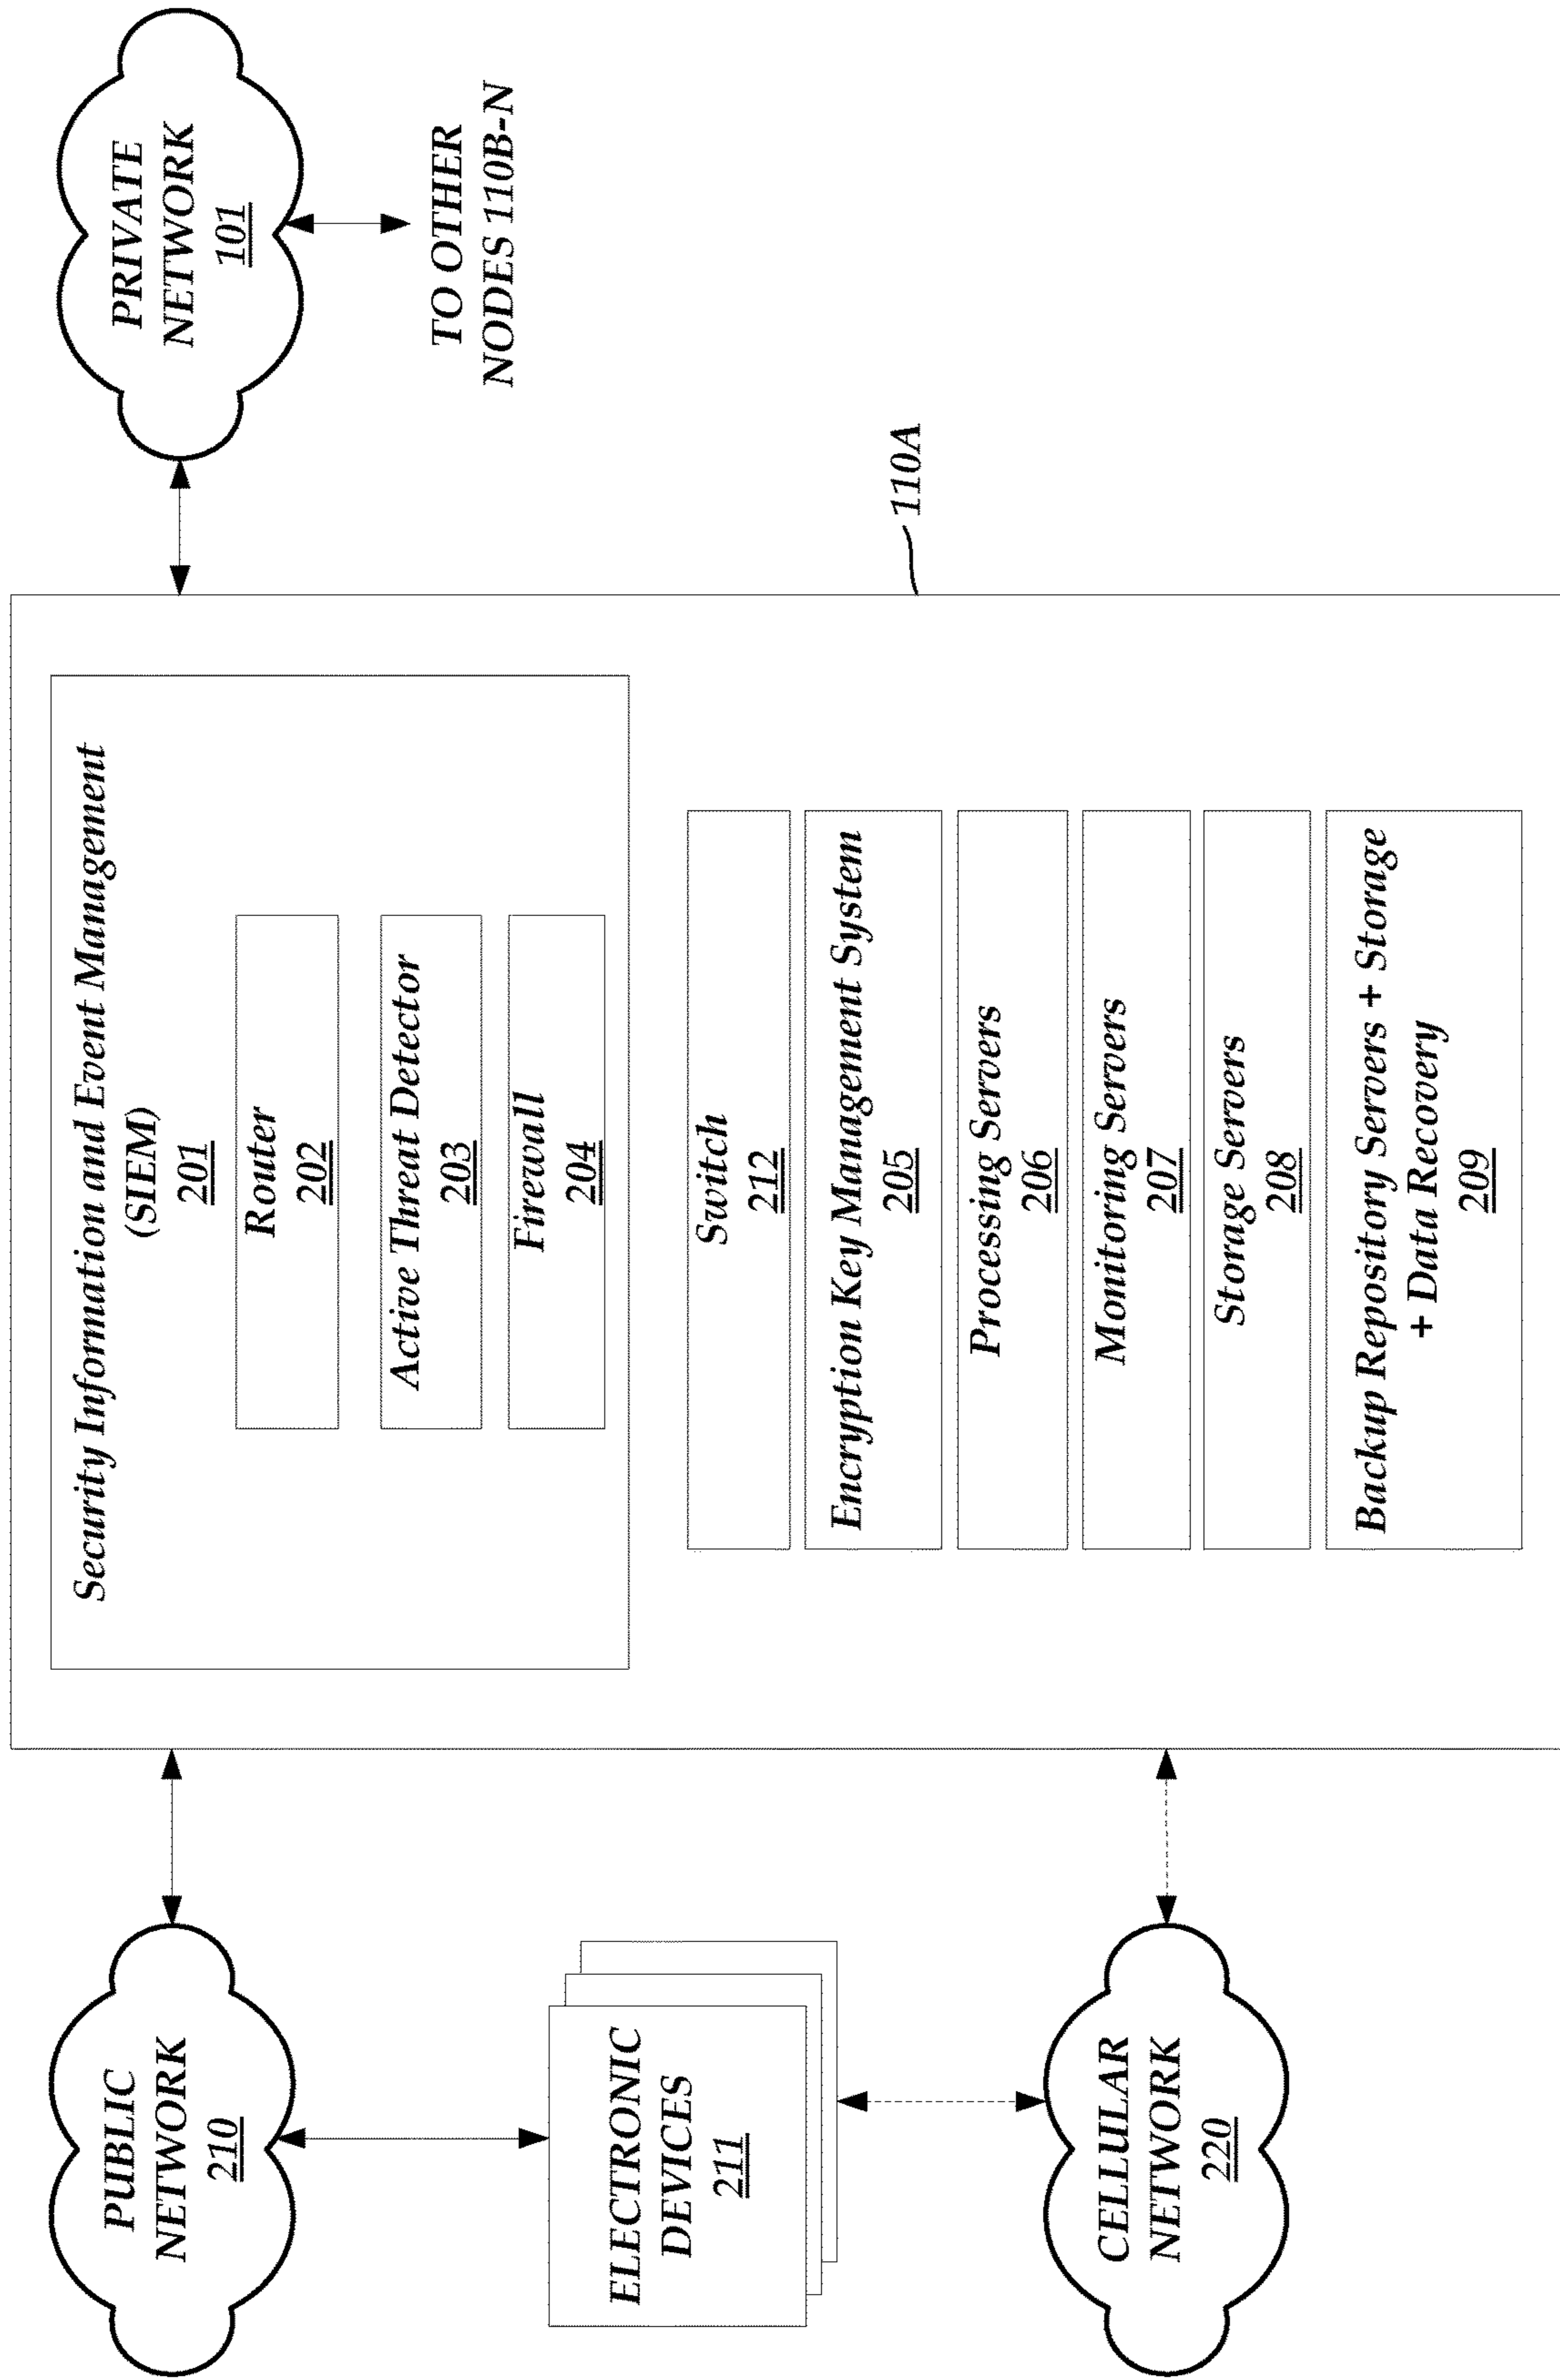 PUBLIC
NETWORK
210
ELECTRONIC
DEVICES
211
CELLULAR
NETWORK
220
Security Information and Event Management
(SIEM)
201
Router
202
Active Threat Detector
203
Firewall
204
Switch
212
Encryption Key Management System
205
Processing Servers
206
Monitoring Servers
207
Storage Servers
208
Backup Repository Servers + Storage
+ Data Recovery
209
110A
PRIVATE
NETWORK
101
TO OTHER
NODES 110B-N